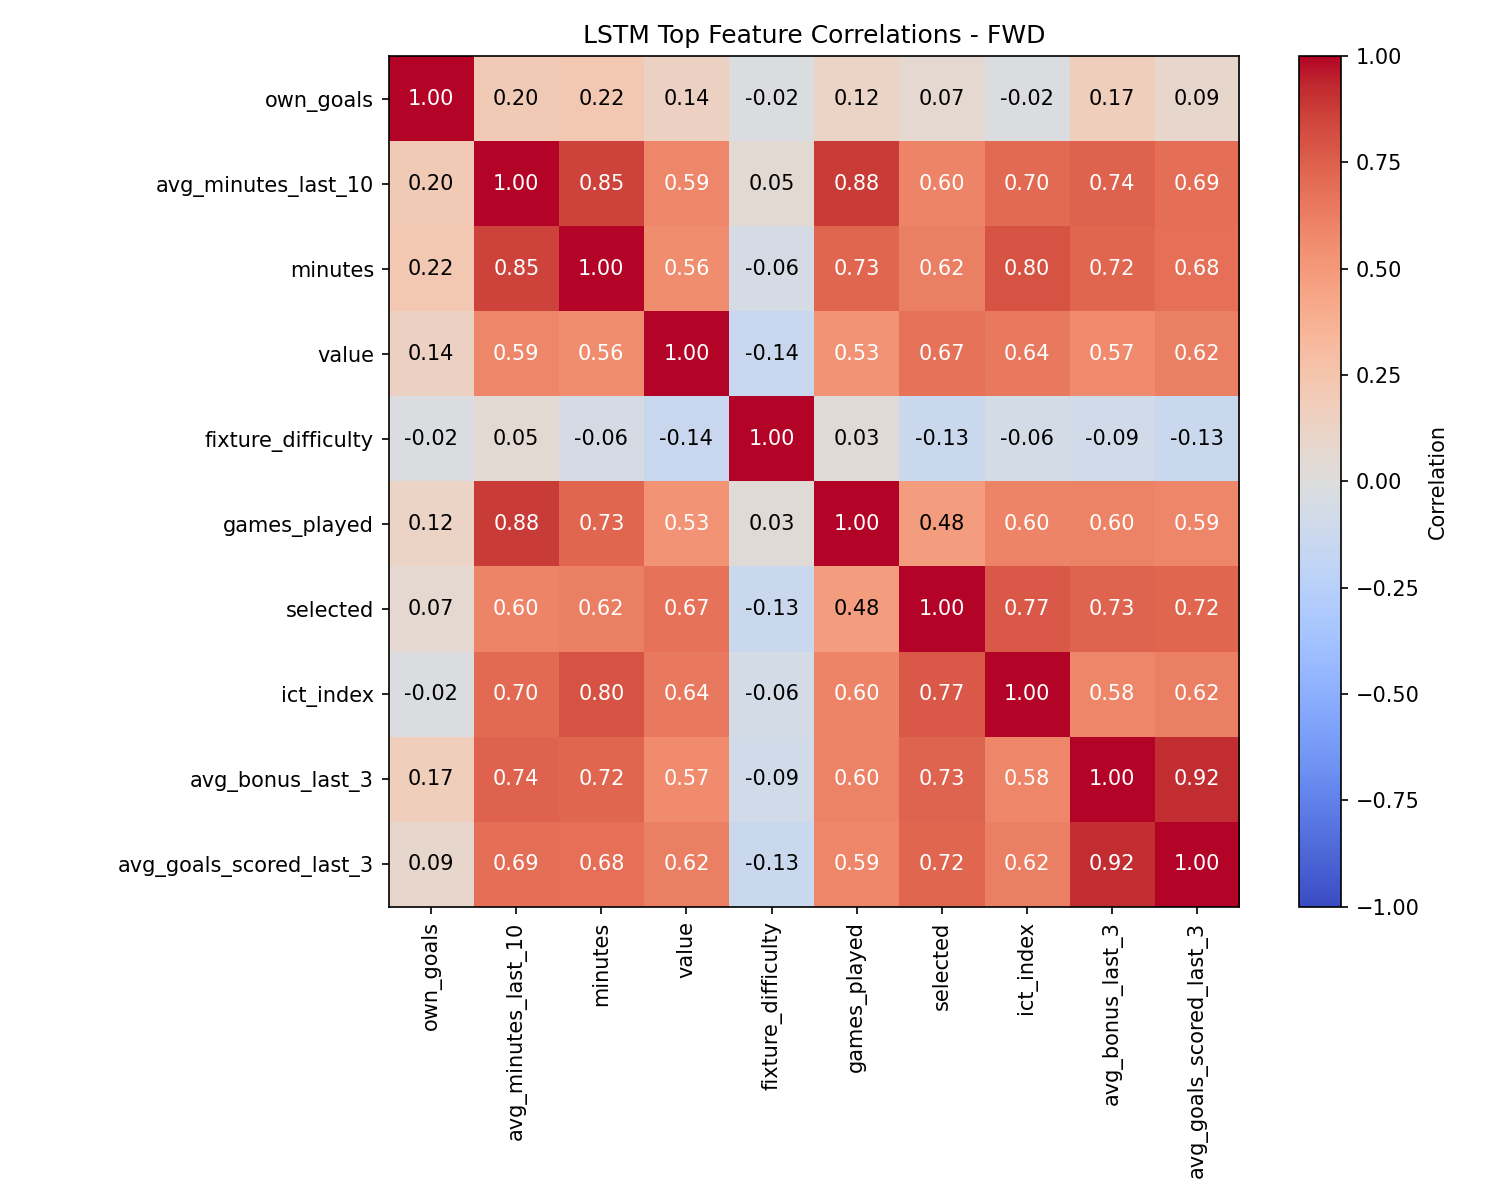 LSTM Top Feature Correlations - FWD
own_goals 1.00 0.20 0.22 0.14 -0.02 0.12 0.07 -0.02 0.17 0.09
avg_minutes_last_10 0.20 1.00 0.85 0.59 0.05 0.88 0.60 0.70 0.74 0.69
minutes 0.22 0.85 1.00 0.56 -0.06 0.73 0.62 0.80 0.72 0.68
value 0.14 0.59 0.56 1.00 -0.14 0.53 0.67 0.64 0.57 0.62
fixture_difficulty -0.02 0.05 -0.06 -0.14 1.00 0.03 -0.13 -0.06 -0.09 -0.13
games_played 0.12 0.88 0.73 0.53 0.03 1.00 0.48 0.60 0.60 0.59
selected 0.07 0.60 0.62 0.67 -0.13 0.48 1.00 0.77 0.73 0.72
ict_index -0.02 0.70 0.80 0.64 -0.06 0.60 0.77 1.00 0.58 0.62
avg_bonus_last_3 0.17 0.74 0.72 0.57 -0.09 0.60 0.73 0.58 1.00 0.92
avg_goals_scored_last_3 0.09 0.69 0.68 0.62 -0.13 0.59 0.72 0.62 0.92 1.00
own_goals
avg_minutes_last_10
minutes
value
fixture_difficulty
games_played
selected
ict_index
avg_bonus_last_3
avg_goals_scored_last_3
1.00
0.75
0.50
0.25
0.00
−0.25
−0.50
−0.75
−1.00
Correlation